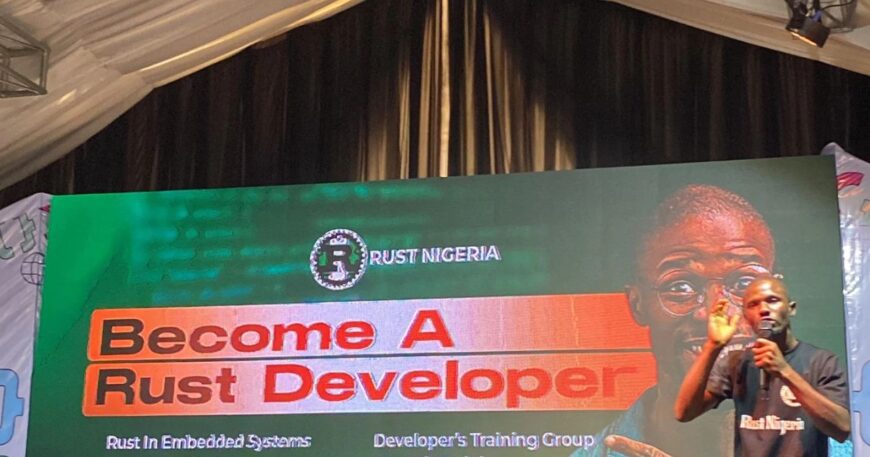 RUST NIGERIA
Become A
Rust Developer
Rust In Embedded Systems
Developer's Training Group
Rust Nigeria